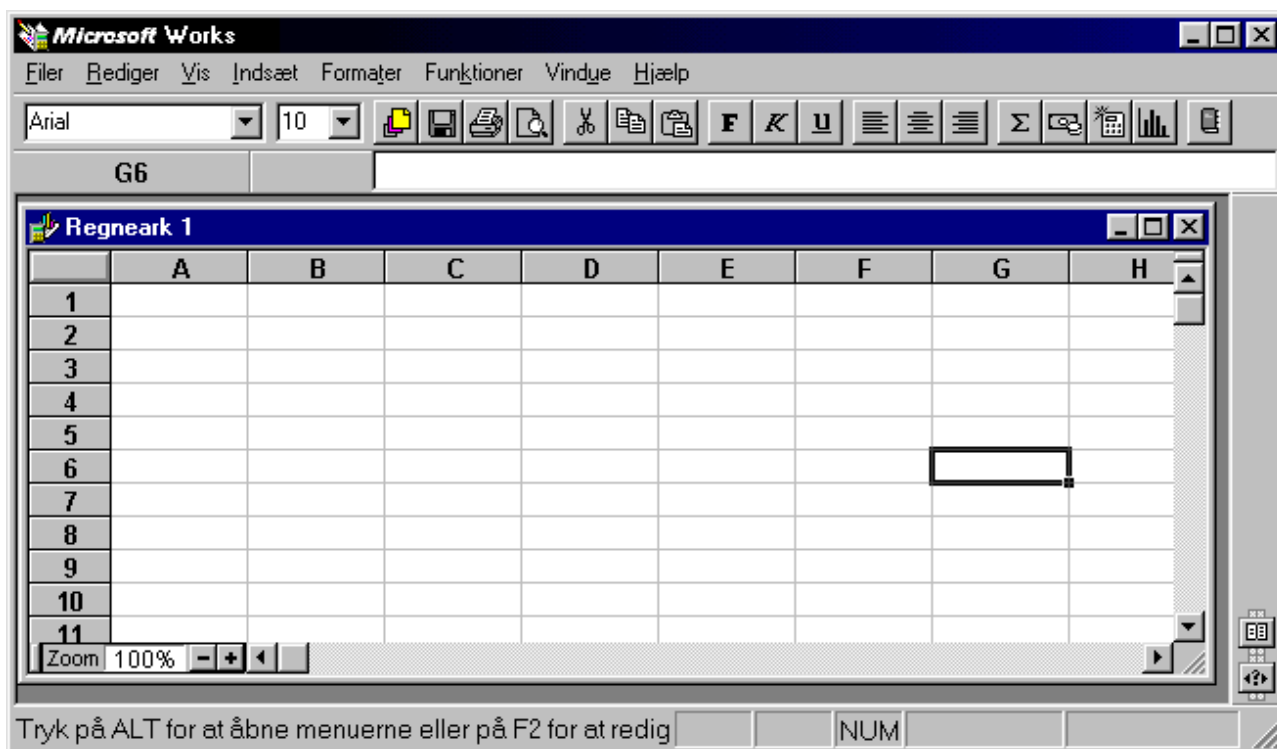 Microsoft Works
Filer Rediger Vis Indsæt Formater Funktioner Vindue Hjælp
Arial 10 F K U Σ
G6
Regneark 1
A B C D E F G H
1
2
3
4
5
6
7
8
9
10
11
Zoom 100%
Tryk på ALT for at åbne menuerne eller på F2 for at redig NUM